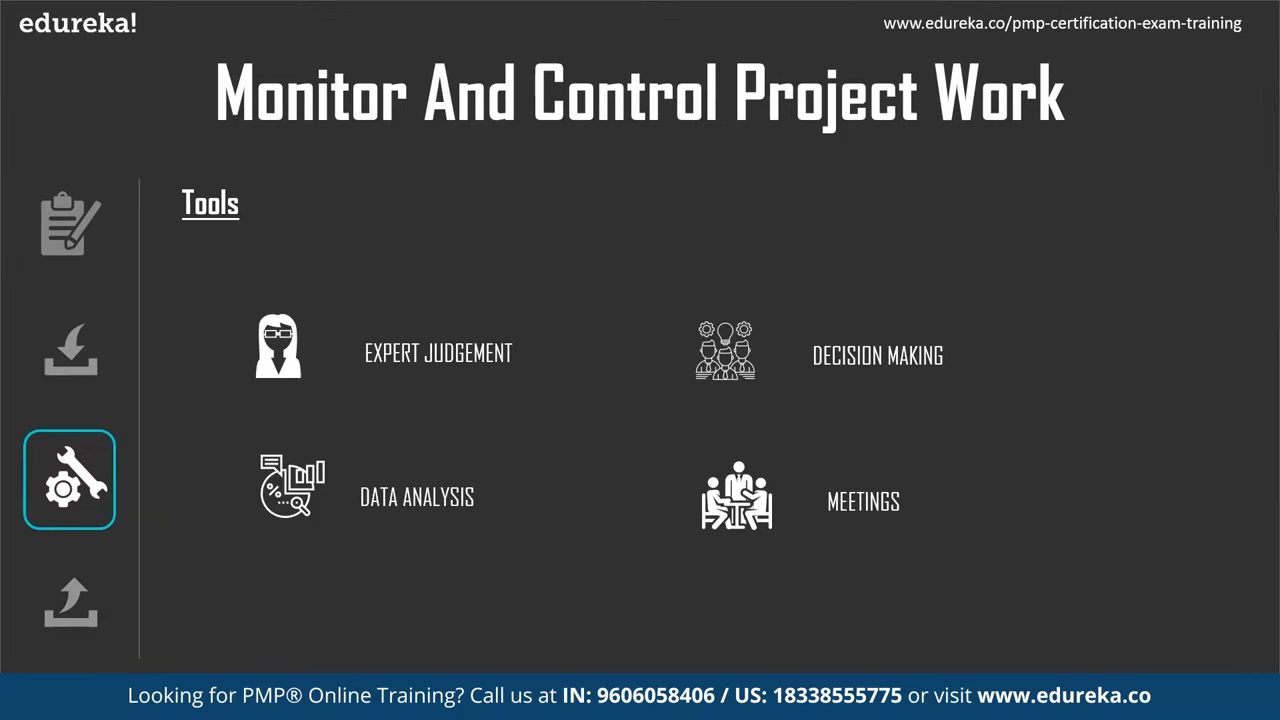 edureka!
www.edureka.co/pmp-certification-exam-training
Monitor And Control Project Work
Tools
EXPERT JUDGEMENT
DECISION MAKING
DATA ANALYSIS
MEETINGS
Looking for PMP® Online Training? Call us at IN: 9606058406 / US: 18338555775 or visit www.edureka.co